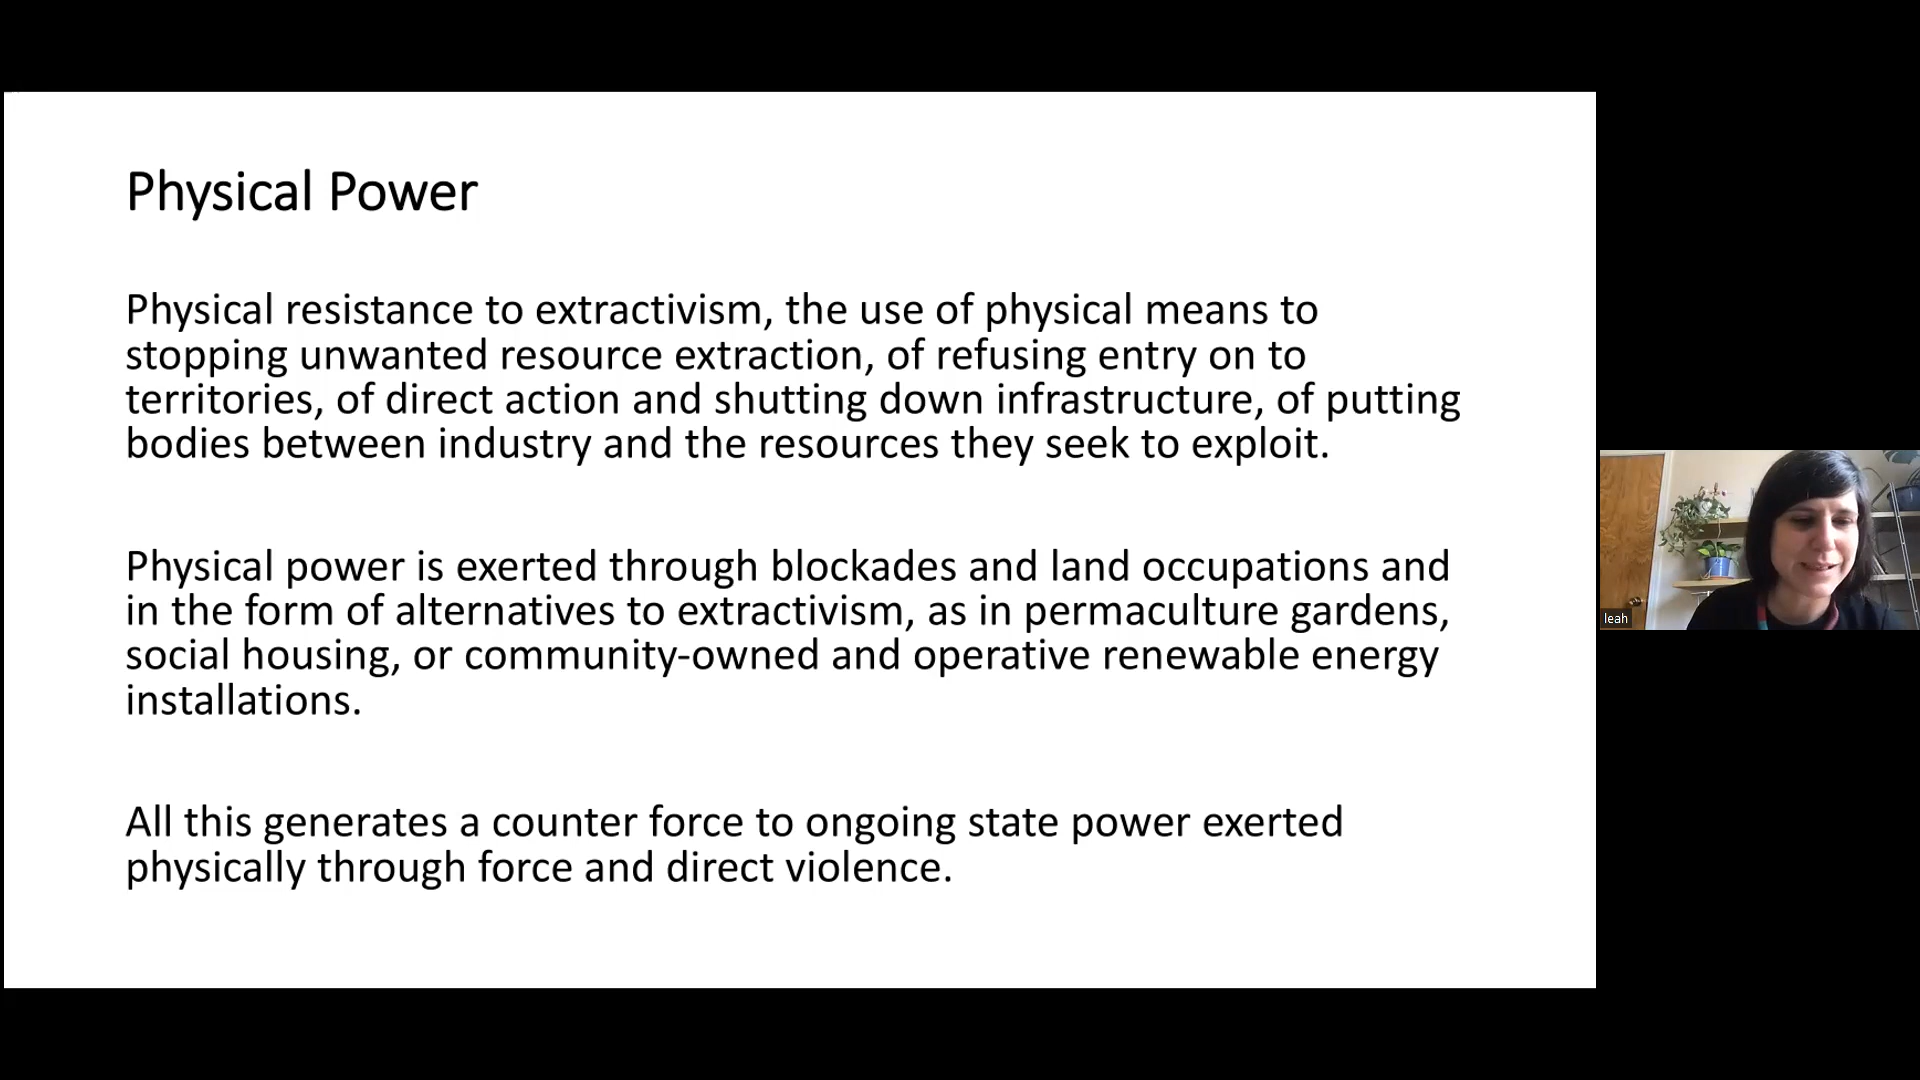 Physical Power
Physical resistance to extractivism, the use of physical means to
stopping unwanted resource extraction, of refusing entry on to
territories, of direct action and shutting down infrastructure, of putting
bodies between industry and the resources they seek to exploit.
Physical power is exerted through blockades and land occupations and
in the form of alternatives to extractivism, as in permaculture gardens,
social housing, or community-owned and operative renewable energy
installations.
All this generates a counter force to ongoing state power exerted
physically through force and direct violence.
leah